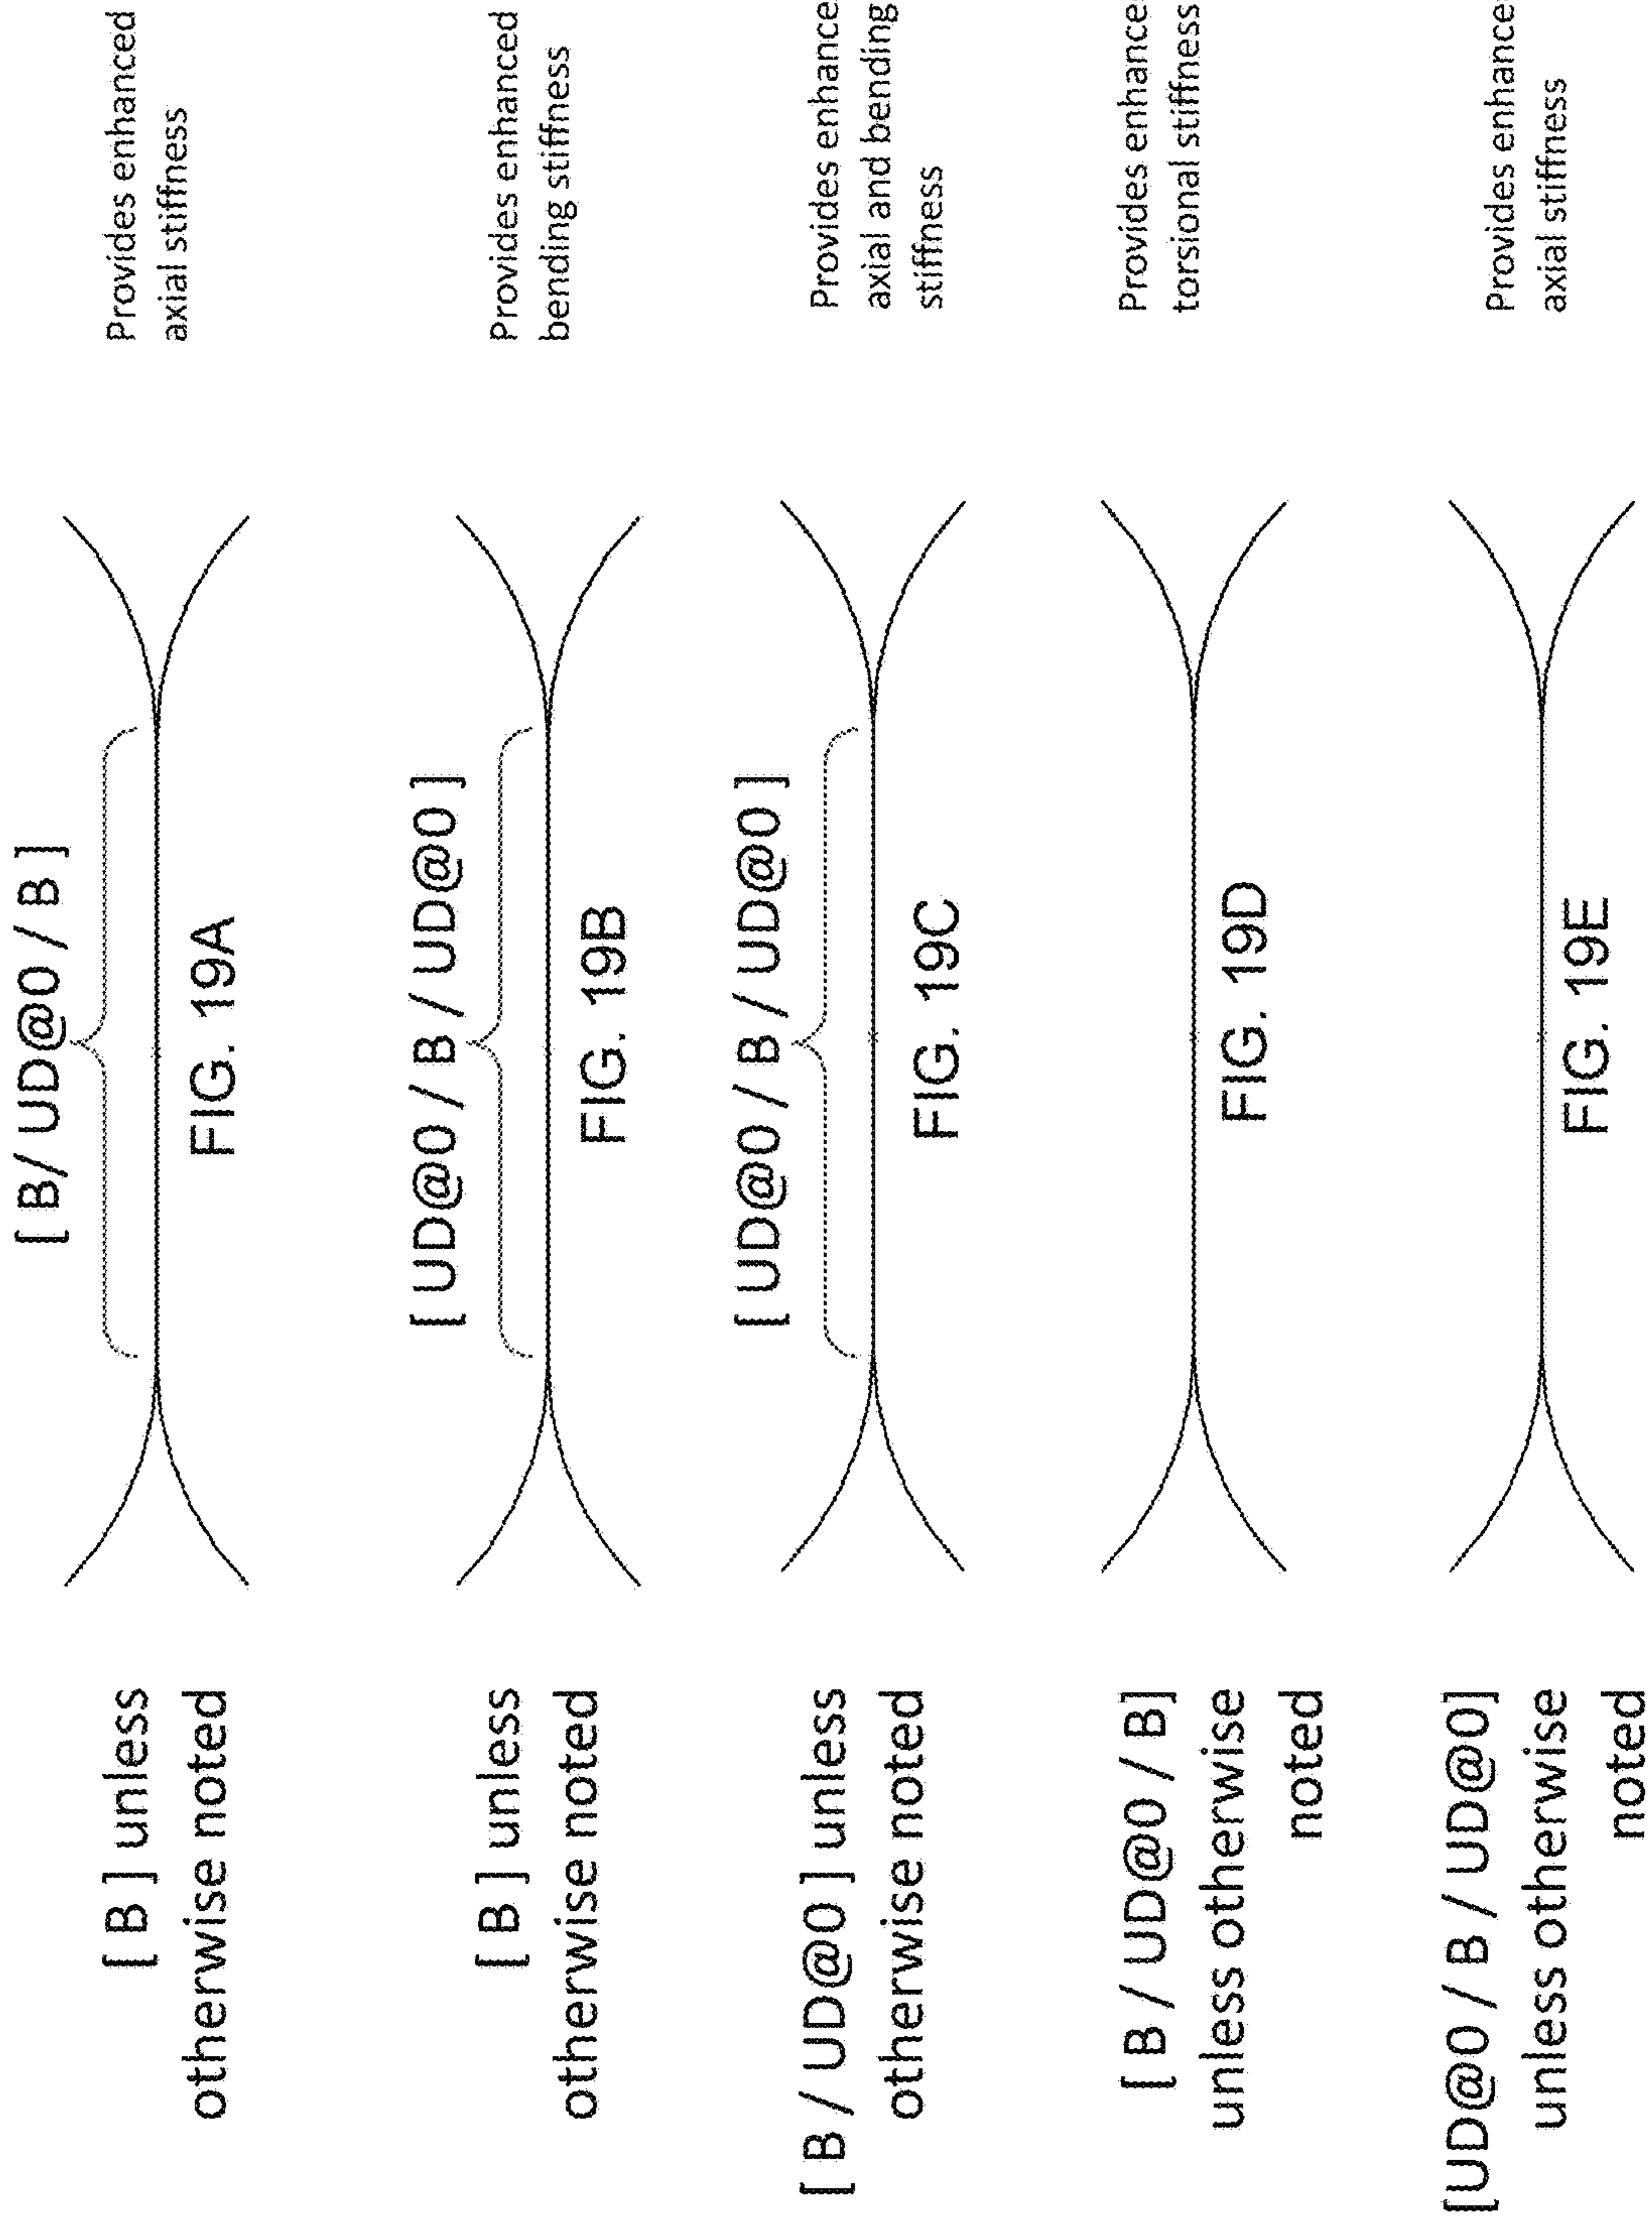 [ B ] unless
otherwise noted
[ B/ UD@0 / B ]
FIG. 19A
Provides enhanced
axial stiffness
[ B ] unless
otherwise noted
[ UD@0 / B / UD@0 ]
FIG. 19B
Provides enhanced
bending stiffness
[ B / UD@0 ] unless
otherwise noted
[ UD@0 / B / UD@0 ]
FIG. 19C
Provides enhance
axial and bending
stiffness
[ B / UD@0 / B]
unless otherwise
noted
FIG. 19D
Provides enhance
torsional stiffness
[UD@0 / B / UD@0]
unless otherwise
noted
FIG. 19E
Provides enhance
axial stiffness